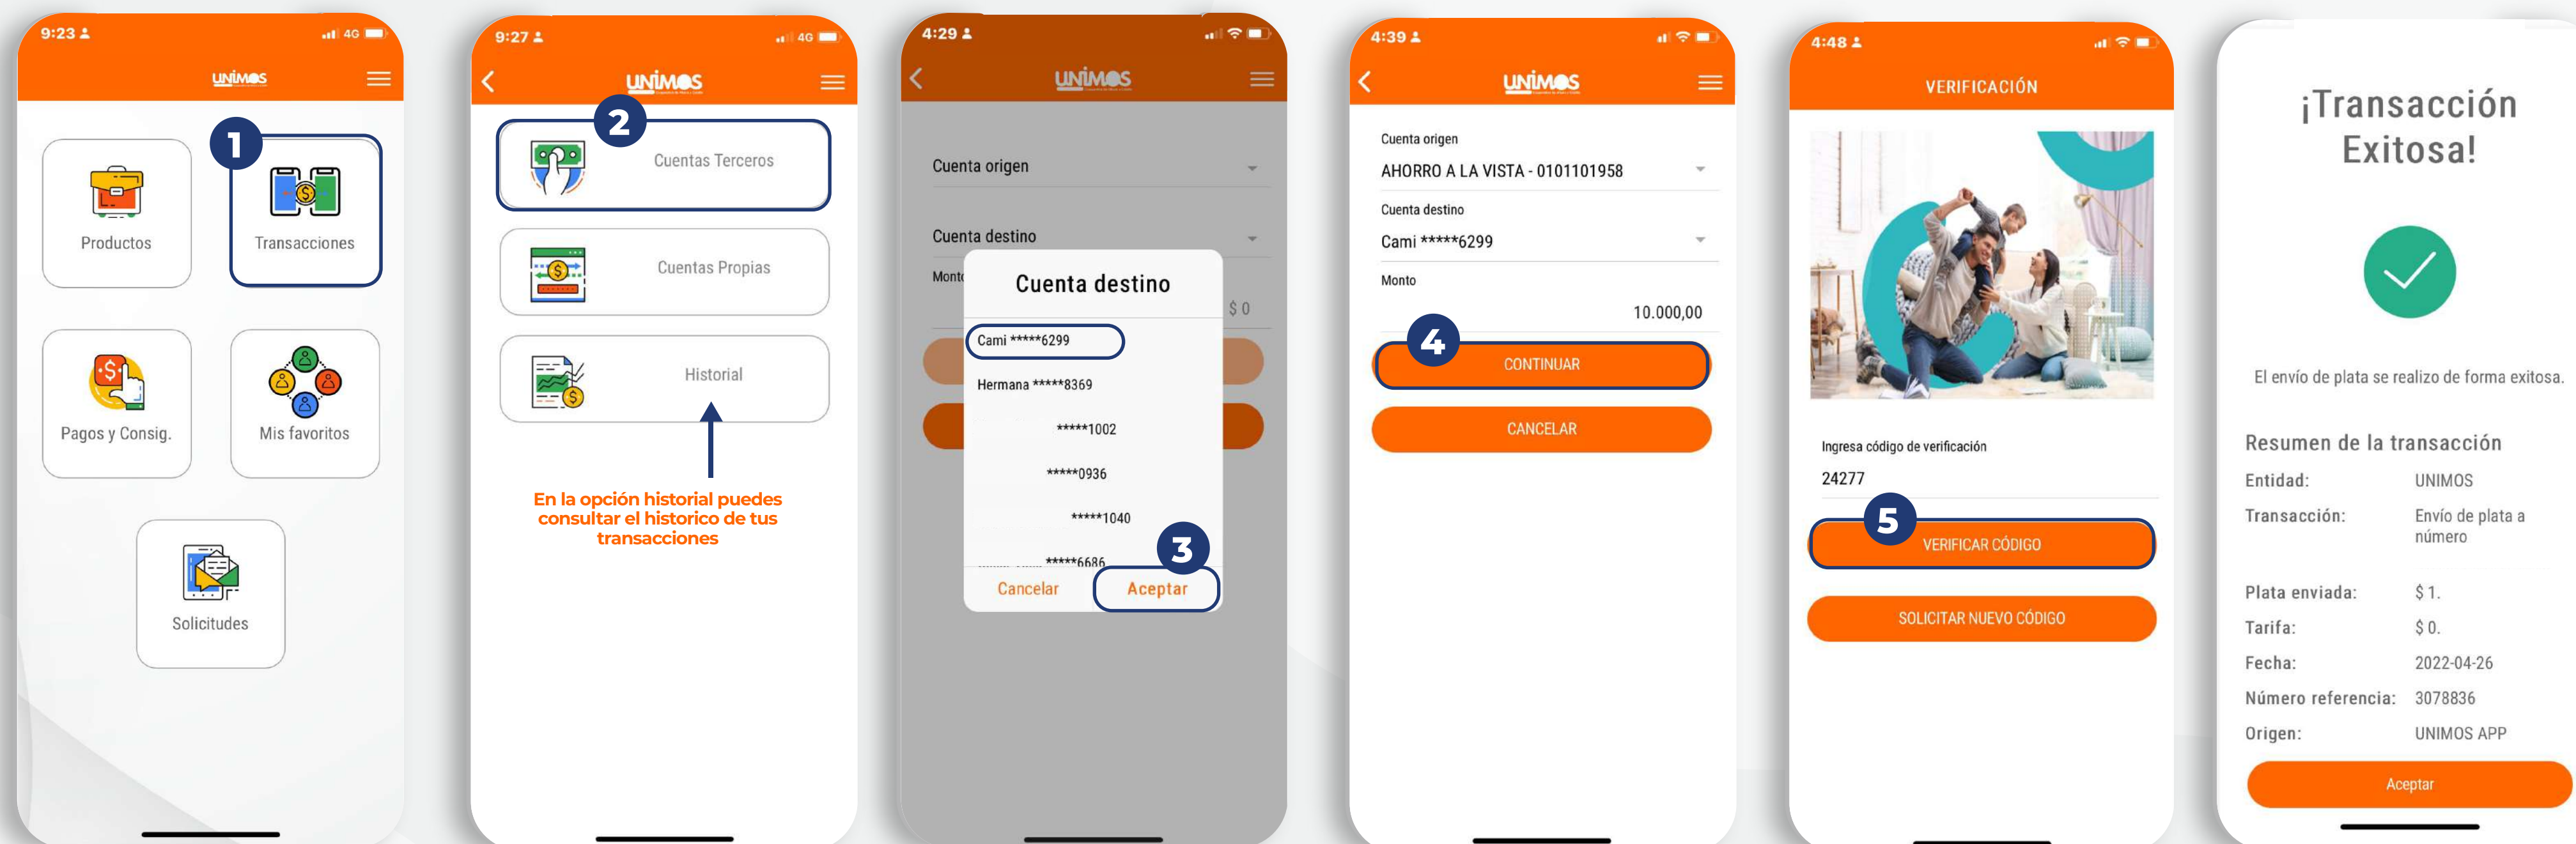 9:23
4G
UNIMOS
1
Productos
Transacciones
Pagos y Consig.
Mis favoritos
Solicitudes
9:27
4G
UNIMOS
2
Cuentas Terceros
Cuentas Propias
Historial
En la opción historial puedes
consultar el historico de tus
transacciones
4:29
UNIMOS
Cuenta origen
Cuenta destino
Monto
$ 0
Cuenta destino
Cami *****6299
Hermana *****8369
*****1002
*****0936
*****1040
*****6686
3
Cancelar
Aceptar
4:39
UNIMOS
Cuenta origen
AHORRO A LA VISTA - 0101101958
Cuenta destino
Cami *****6299
Monto
10.000,00
4
CONTINUAR
CANCELAR
4:48
VERIFICACIÓN
Ingresa código de verificación
24277
5
VERIFICAR CÓDIGO
SOLICITAR NUEVO CÓDIGO
¡Transacción
Exitosa!
El envío de plata se realizo de forma exitosa.
Resumen de la transacción
Entidad: UNIMOS
Transacción: Envío de plata a
número
Plata enviada: $ 1.
Tarifa: $ 0.
Fecha: 2022-04-26
Número referencia: 3078836
Origen: UNIMOS APP
Aceptar